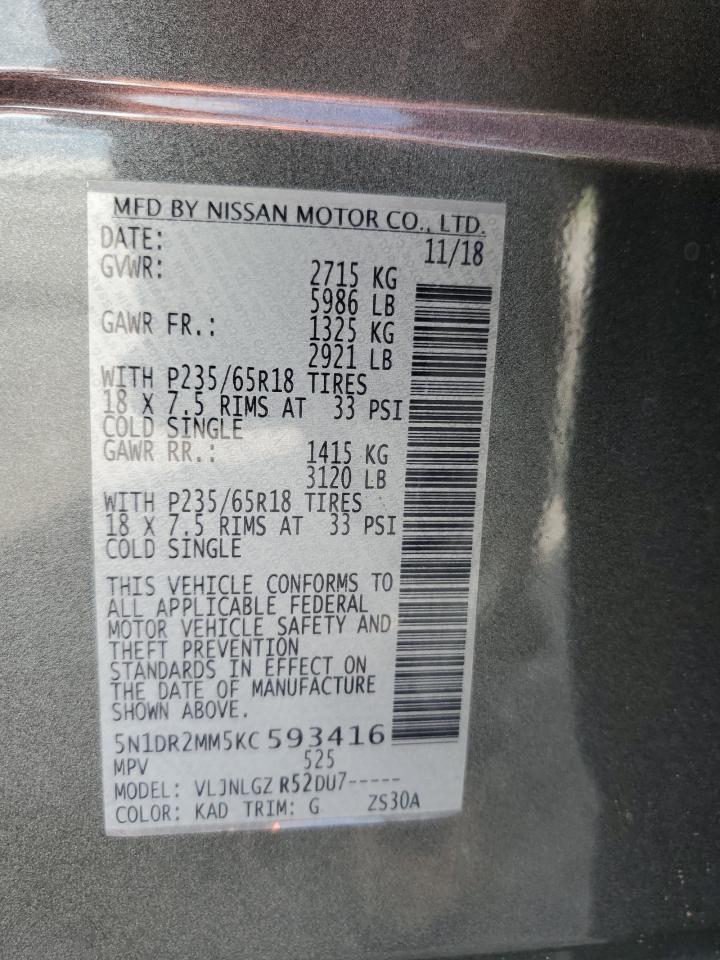 MFD BY NISSAN MOTOR CO., LTD.
DATE: 11/18
GVWR: 2715 KG
5986 LB
GAWR FR.: 1325 KG
2921 LB
WITH P235/65R18 TIRES
18 X 7.5 RIMS AT 33 PSI
COLD SINGLE
GAWR RR.: 1415 KG
3120 LB
WITH P235/65R18 TIRES
18 X 7.5 RIMS AT 33 PSI
COLD SINGLE
THIS VEHICLE CONFORMS TO
ALL APPLICABLE FEDERAL
MOTOR VEHICLE SAFETY AND
THEFT PREVENTION
STANDARDS IN EFFECT ON
THE DATE OF MANUFACTURE
SHOWN ABOVE.
5N1DR2MM5KC 593416
MPV 525
MODEL: VLJNLGZ R52DU7-----
COLOR: KAD TRIM: G ZS30A